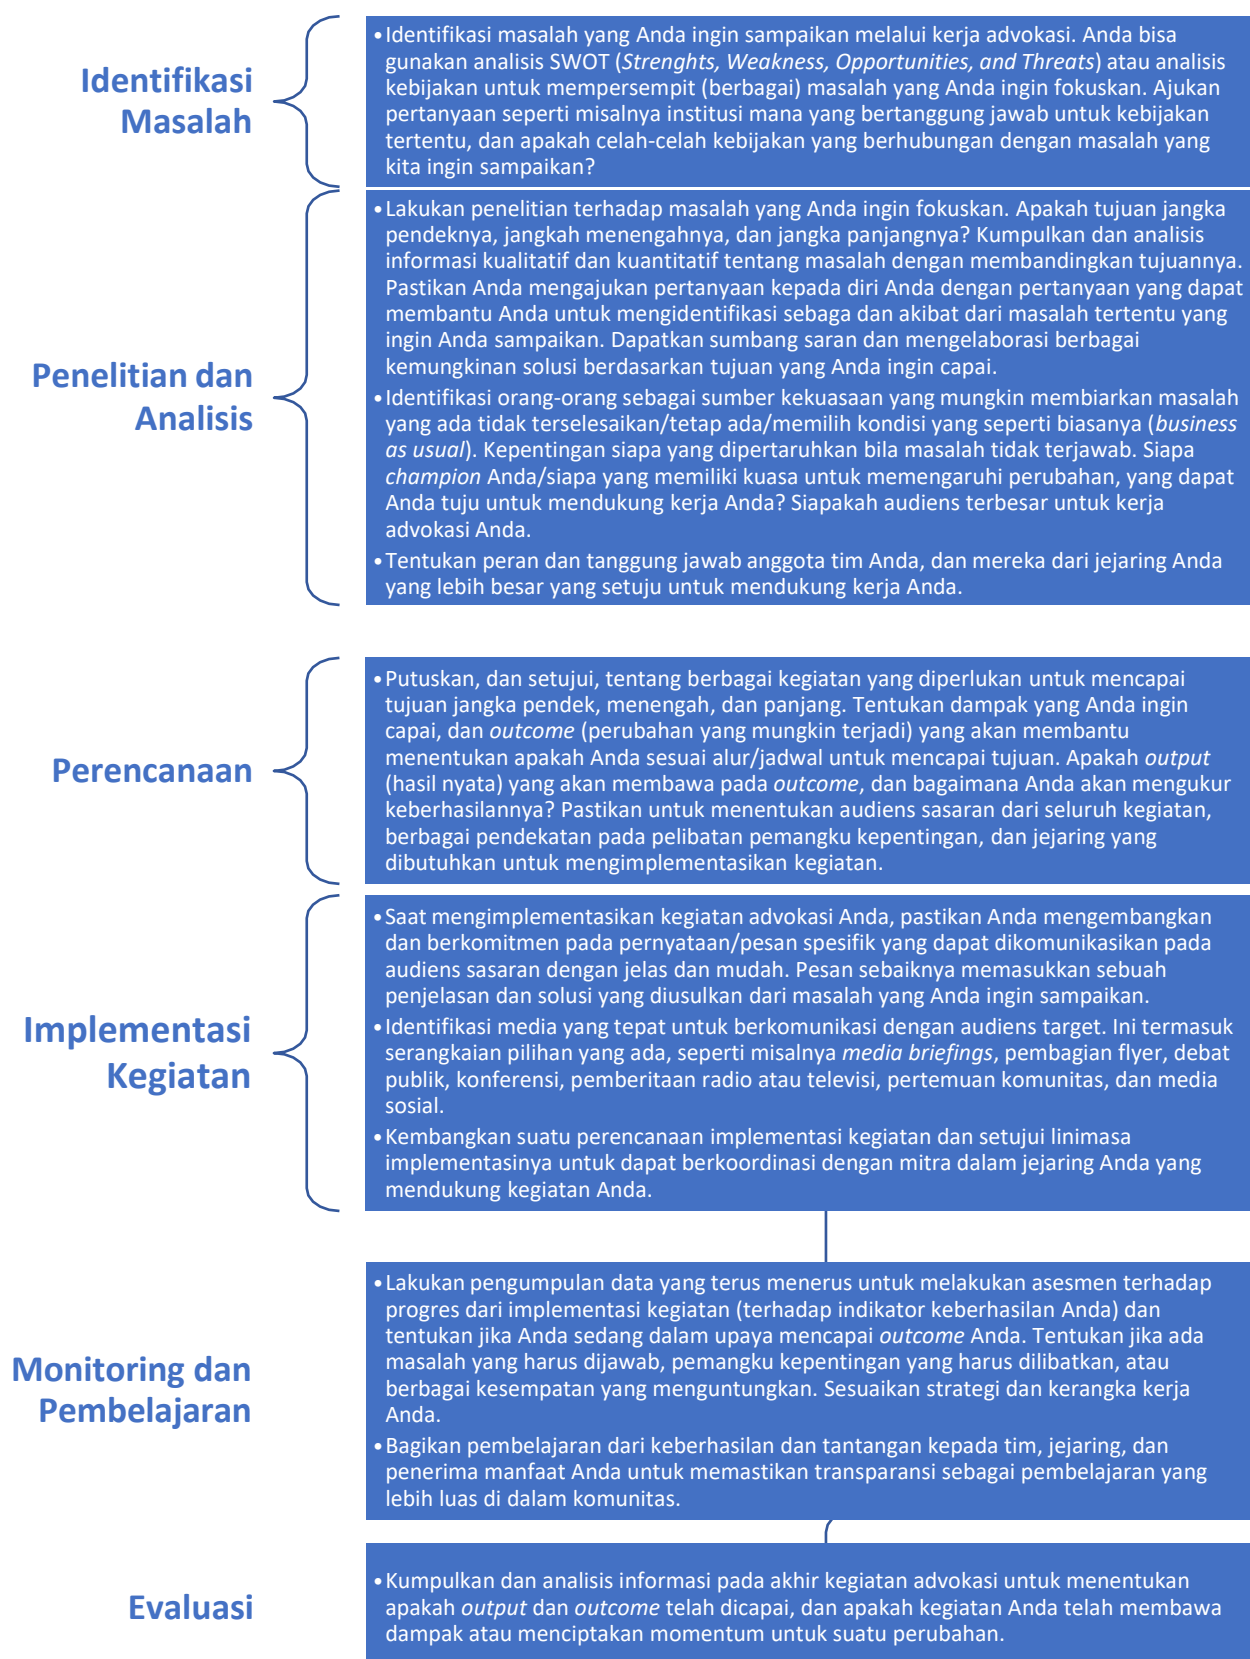 Identifikasi
Masalah
•Identifikasi masalah yang Anda ingin sampaikan melalui kerja advokasi. Anda bisa
gunakan analisis SWOT (Strenghts, Weakness, Opportunities, and Threats) atau analisis
kebijakan untuk mempersempit (berbagai) masalah yang Anda ingin fokuskan. Ajukan
pertanyaan seperti misalnya institusi mana yang bertanggung jawab untuk kebijakan
tertentu, dan apakah celah-celah kebijakan yang berhubungan dengan masalah yang
kita ingin sampaikan?
Penelitian dan
Analisis
•Lakukan penelitian terhadap masalah yang Anda ingin fokuskan. Apakah tujuan jangka
pendeknya, jangkah menengahnya, dan jangka panjangnya? Kumpulkan dan analisis
informasi kualitatif dan kuantitatif tentang masalah dengan membandingkan tujuannya.
Pastikan Anda mengajukan pertanyaan kepada diri Anda dengan pertanyaan yang dapat
membantu Anda untuk mengidentifikasi sebaga dan akibat dari masalah tertentu yang
ingin Anda sampaikan. Dapatkan sumbang saran dan mengelaborasi berbagai
kemungkinan solusi berdasarkan tujuan yang Anda ingin capai.
•Identifikasi orang-orang sebagai sumber kekuasaan yang mungkin membiarkan masalah
yang ada tidak terselesaikan/tetap ada/memilih kondisi yang seperti biasanya (business
as usual). Kepentingan siapa yang dipertaruhkan bila masalah tidak terjawab. Siapa
champion Anda/siapa yang memiliki kuasa untuk memengaruhi perubahan, yang dapat
Anda tuju untuk mendukung kerja Anda? Siapakah audiens terbesar untuk kerja
advokasi Anda.
•Tentukan peran dan tanggung jawab anggota tim Anda, dan mereka dari jejaring Anda
yang lebih besar yang setuju untuk mendukung kerja Anda.
Perencanaan
•Putuskan, dan setujui, tentang berbagai kegiatan yang diperlukan untuk mencapai
tujuan jangka pendek, menengah, dan panjang. Tentukan dampak yang Anda ingin
capai, dan outcome (perubahan yang mungkin terjadi) yang akan membantu
menentukan apakah Anda sesuai alur/jadwal untuk mencapai tujuan. Apakah output
(hasil nyata) yang akan membawa pada outcome, dan bagaimana Anda akan mengukur
keberhasilannya? Pastikan untuk menentukan audiens sasaran dari seluruh kegiatan,
berbagai pendekatan pada pelibatan pemangku kepentingan, dan jejaring yang
dibutuhkan untuk mengimplementasikan kegiatan.
Implementasi
Kegiatan
•Saat mengimplementasikan kegiatan advokasi Anda, pastikan Anda mengembangkan
dan berkomitmen pada pernyataan/pesan spesifik yang dapat dikomunikasikan pada
audiens sasaran dengan jelas dan mudah. Pesan sebaiknya memasukkan sebuah
penjelasan dan solusi yang diusulkan dari masalah yang Anda ingin sampaikan.
•Identifikasi media yang tepat untuk berkomunikasi dengan audiens target. Ini termasuk
serangkaian pilihan yang ada, seperti misalnya media briefings, pembagian flyer, debat
publik, konferensi, pemberitaan radio atau televisi, pertemuan komunitas, dan media
sosial.
•Kembangkan suatu perencanaan implementasi kegiatan dan setujui linimasa
implementasinya untuk dapat berkoordinasi dengan mitra dalam jejaring Anda yang
mendukung kegiatan Anda.
Monitoring dan
Pembelajaran
•Lakukan pengumpulan data yang terus menerus untuk melakukan asesmen terhadap
progres dari implementasi kegiatan (terhadap indikator keberhasilan Anda) dan
tentukan jika Anda sedang dalam upaya mencapai outcome Anda. Tentukan jika ada
masalah yang harus dijawab, pemangku kepentingan yang harus dilibatkan, atau
berbagai kesempatan yang menguntungkan. Sesuaikan strategi dan kerangka kerja
Anda.
•Bagikan pembelajaran dari keberhasilan dan tantangan kepada tim, jejaring, dan
penerima manfaat Anda untuk memastikan transparansi sebagai pembelajaran yang
lebih luas di dalam komunitas.
Evaluasi
•Kumpulkan dan analisis informasi pada akhir kegiatan advokasi untuk menentukan
apakah output dan outcome telah dicapai, dan apakah kegiatan Anda telah membawa
dampak atau menciptakan momentum untuk suatu perubahan.